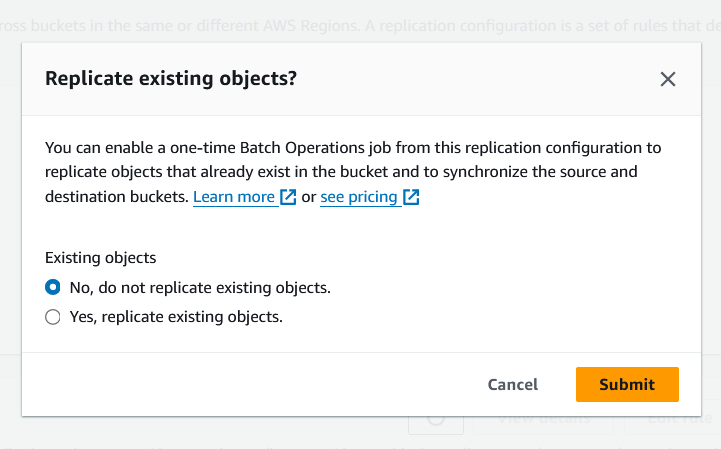 ross buckets in the same or different AWS Regions. A replication configuration is a set of rules that de
Replicate existing objects?
You can enable a one-time Batch Operations job from this replication configuration to
replicate objects that already exist in the bucket and to synchronize the source and
destination buckets. Learn more or see pricing
Existing objects
No, do not replicate existing objects.
Yes, replicate existing objects.
Cancel Submit
View details Edit rule